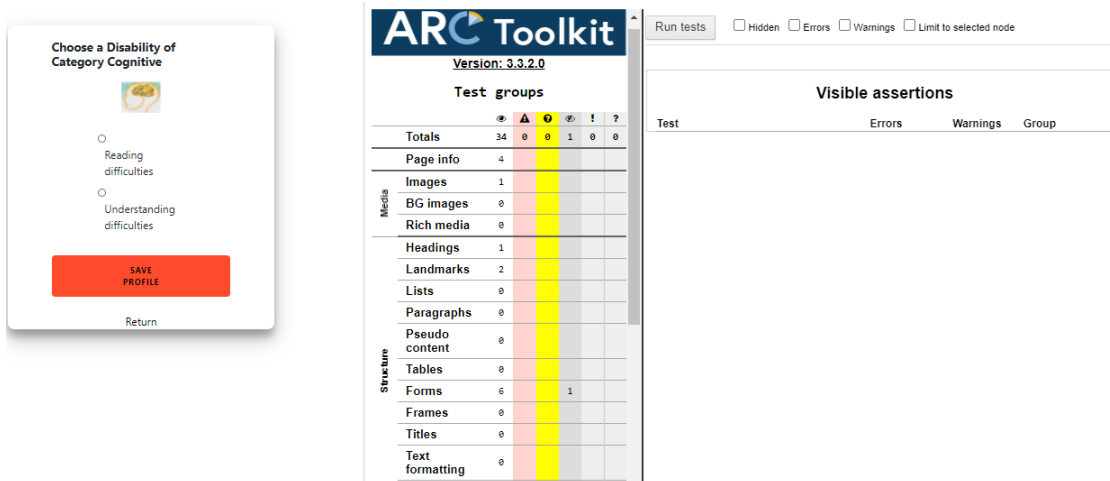 Choose a Disability of
Category Cognitive
Reading
difficulties
Understanding
difficulties
SAVE
PROFILE
Return
ARC Toolkit
Version: 3.3.2.0
Test groups
! ?
Totals 34 0 0 1 0 0
Page info 4
Media
Images 1
BG images 0
Rich media 0
Structure
Headings 1
Landmarks 2
Lists 0
Paragraphs 0
Pseudo
content 0
Tables 0
Forms 6 1
Frames 0
Titles 0
Text
formatting 0
Run tests Hidden Errors Warnings Limit to selected node
Visible assertions
Test Errors Warnings Group